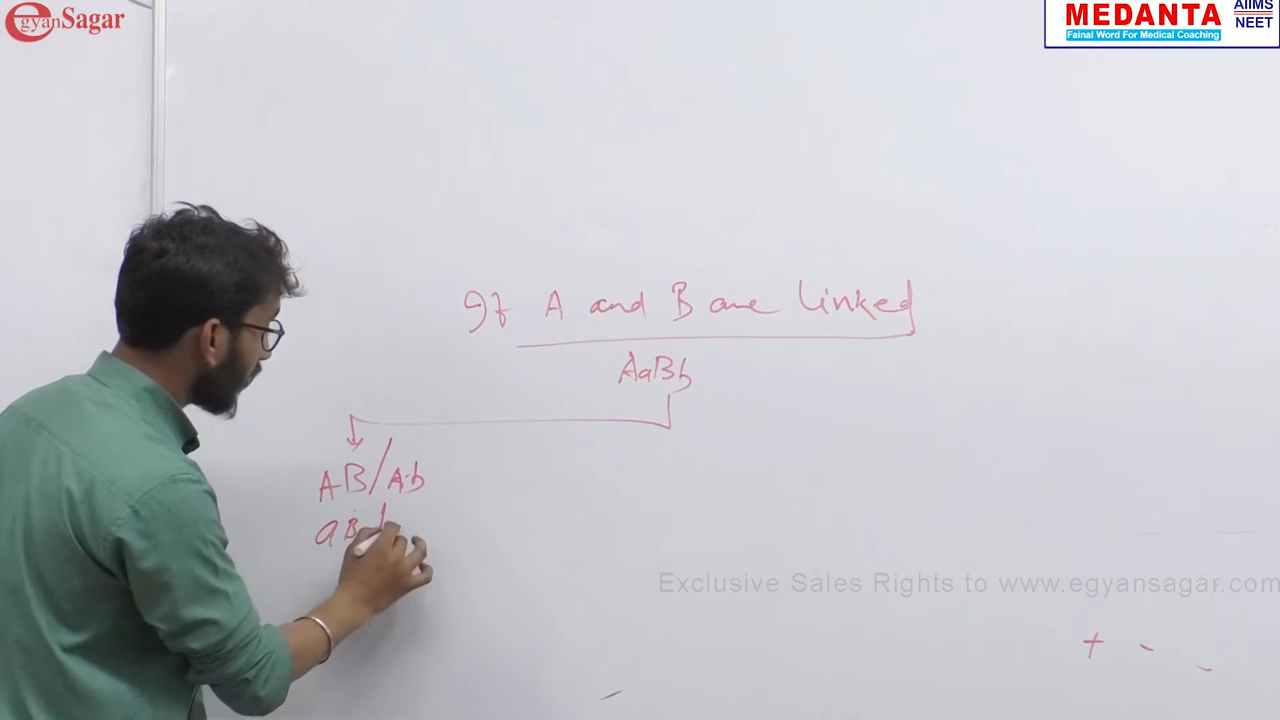 egyanSagar
MEDANTA
AIIMS
NEET
Fainal Word For Medical Coaching
If A and B are linked
AaBb
AB/Ab
aB/
Exclusive Sales Rights to www.egyansagar.com
+ - -